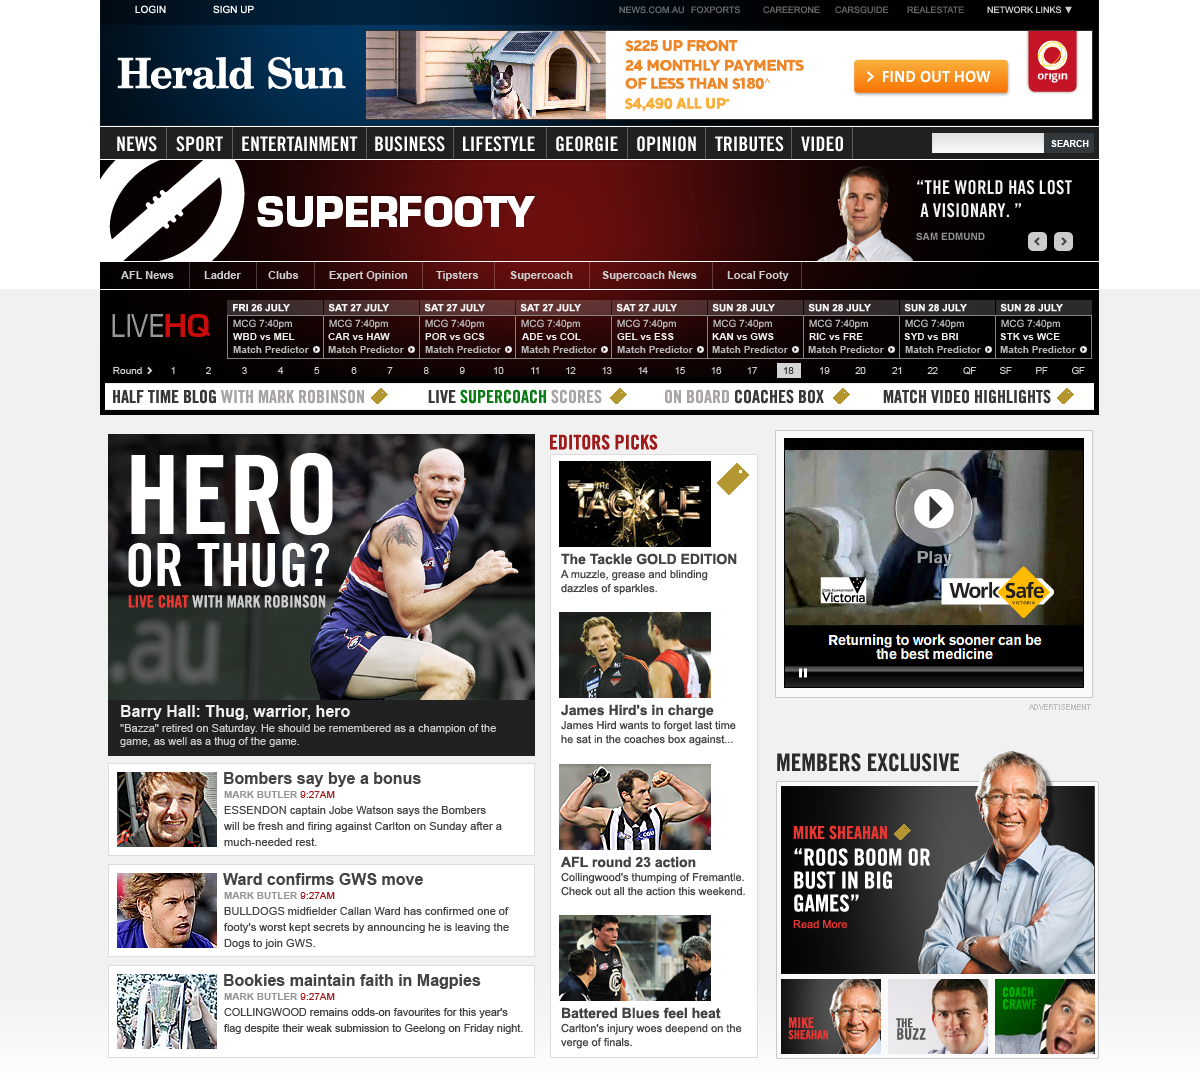 LOGIN SIGN UP NEWS.COM.AU FOXPORTS CAREERONE CARSGUIDE REALESTATE NETWORK LINKS ▼
Herald Sun
$225 UP FRONT
24 MONTHLY PAYMENTS
OF LESS THAN $180^
$4,490 ALL UP*
> FIND OUT HOW
origin
NEWS SPORT ENTERTAINMENT BUSINESS LIFESTYLE GEORGIE OPINION TRIBUTES VIDEO SEARCH
SUPERFOOTY
“THE WORLD HAS LOST
A VISIONARY. ”
SAM EDMUND
AFL News Ladder Clubs Expert Opinion Tipsters Supercoach Supercoach News Local Footy
LIVEHQ
FRI 26 JULY SAT 27 JULY SAT 27 JULY SAT 27 JULY SAT 27 JULY SUN 28 JULY SUN 28 JULY SUN 28 JULY SUN 28 JULY
MCG 7:40pm MCG 7:40pm MCG 7:40pm MCG 7:40pm MCG 7:40pm MCG 7:40pm MCG 7:40pm MCG 7:40pm MCG 7:40pm
WBD vs MEL CAR vs HAW POR vs GCS ADE vs COL GEL vs ESS KAN vs GWS RIC vs FRE SYD vs BRI STK vs WCE
Match Predictor Match Predictor Match Predictor Match Predictor Match Predictor Match Predictor Match Predictor Match Predictor Match Predictor
Round 1 2 3 4 5 6 7 8 9 10 11 12 13 14 15 16 17 18 19 20 21 22 QF SF PF GF
HALF TIME BLOG WITH MARK ROBINSON LIVE SUPERCOACH SCORES ON BOARD COACHES BOX MATCH VIDEO HIGHLIGHTS
HERO
OR THUG?
LIVE CHAT WITH MARK ROBINSON
.au
Barry Hall: Thug, warrior, hero
"Bazza" retired on Saturday. He should be remembered as a champion of the
game, as well as a thug of the game.
Bombers say bye a bonus
MARK BUTLER 9:27AM
ESSENDON captain Jobe Watson says the Bombers
will be fresh and firing against Carlton on Sunday after a
much-needed rest.
Ward confirms GWS move
MARK BUTLER 9:27AM
BULLDOGS midfielder Callan Ward has confirmed one of
footy's worst kept secrets by announcing he is leaving the
Dogs to join GWS.
Bookies maintain faith in Magpies
MARK BUTLER 9:27AM
COLLINGWOOD remains odds-on favourites for this year's
flag despite their weak submission to Geelong on Friday night.
EDITORS PICKS
THE
TACKLE
The Tackle GOLD EDITION
A muzzle, grease and blinding
dazzles of sparkles.
James Hird's in charge
James Hird wants to forget last time
he sat in the coaches box against...
AFL round 23 action
Collingwood's thumping of Fremantle.
Check out all the action this weekend.
Battered Blues feel heat
Carlton's injury woes deepend on the
verge of finals.
Play
Victoria
WorkSafe
VICTORIA
Returning to work sooner can be
the best medicine
ADVERTISEMENT
MEMBERS EXCLUSIVE
MIKE SHEAHAN
“ROOS BOOM OR
BUST IN BIG
GAMES”
Read More
MIKE
SHEAHAN
THE
BUZZ
COACH
CRAWF